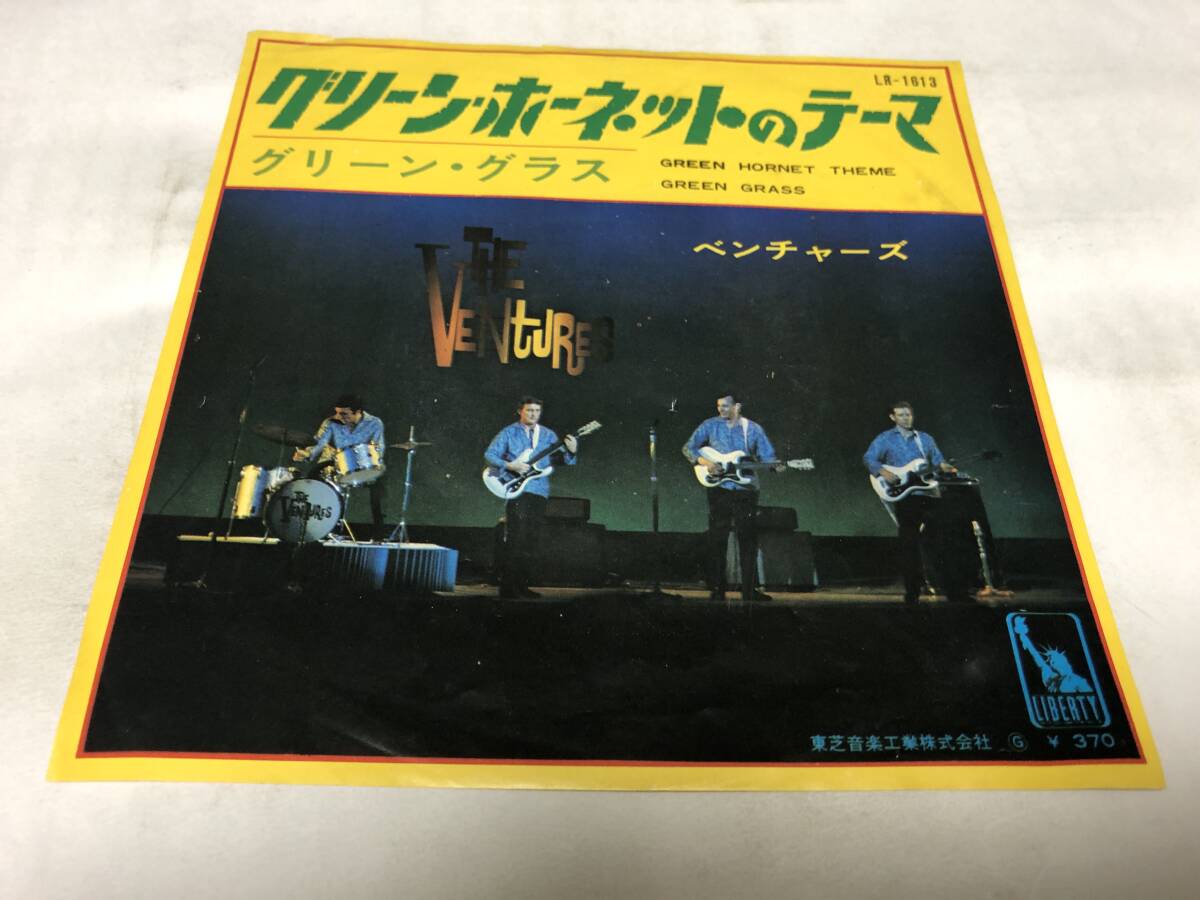 LR-1613
グリーン・ホーネットのテーマ
グリーン・グラス
GREEN HORNET THEME
GREEN GRASS
ベンチャーズ
THE
VENTURES
THE
VENTURES
LIBERTY
東芝音楽工業株式会社 Ⓖ ¥ 370